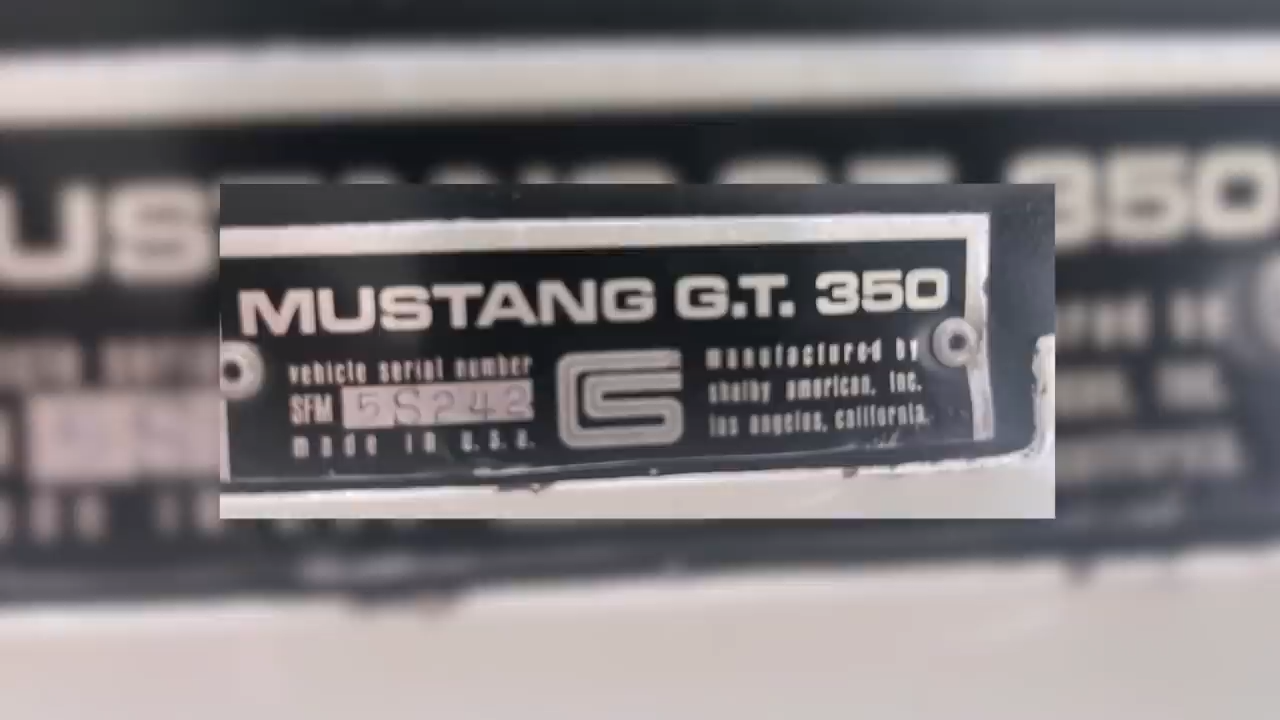 MUSTANG G.T. 350
vehicle serial number
SFM 5S242
made in u.s.a.
manufactured by
shelby american, inc.
los angeles, california.